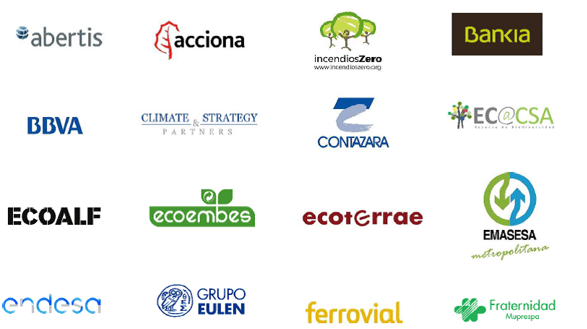 abertis
acciona
incendiosZero
www.incendioszero.org
Bankia
BBVA
CLIMATE & STRATEGY
PARTNERS
CONTAZARA
EC@CSA
Reserva de Biodiversidad
ECOALF
ecoembes
ecoterrae
EMASESA
metropolitana
endesa
GRUPO
EULEN
ferrovial
Fraternidad
Muprespa